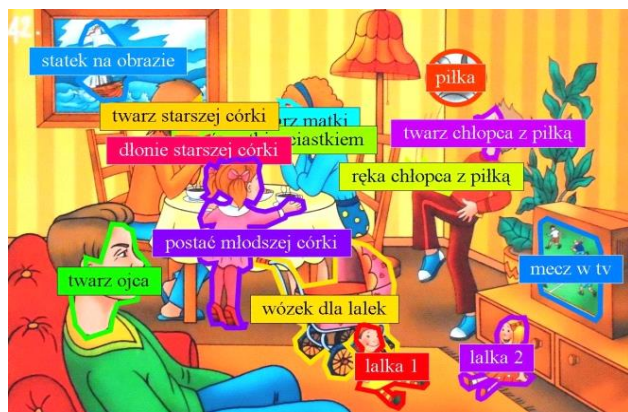 42.
statek na obrazie
piłka
twarz starszej córki
rz matki
twarz chłopca z piłką
ciastkiem
dłonie starszej córki
ręka chłopca z piłką
postać młodszej córki
twarz ojca
mecz w tv
wózek dla lalek
lalka 1
lalka 2